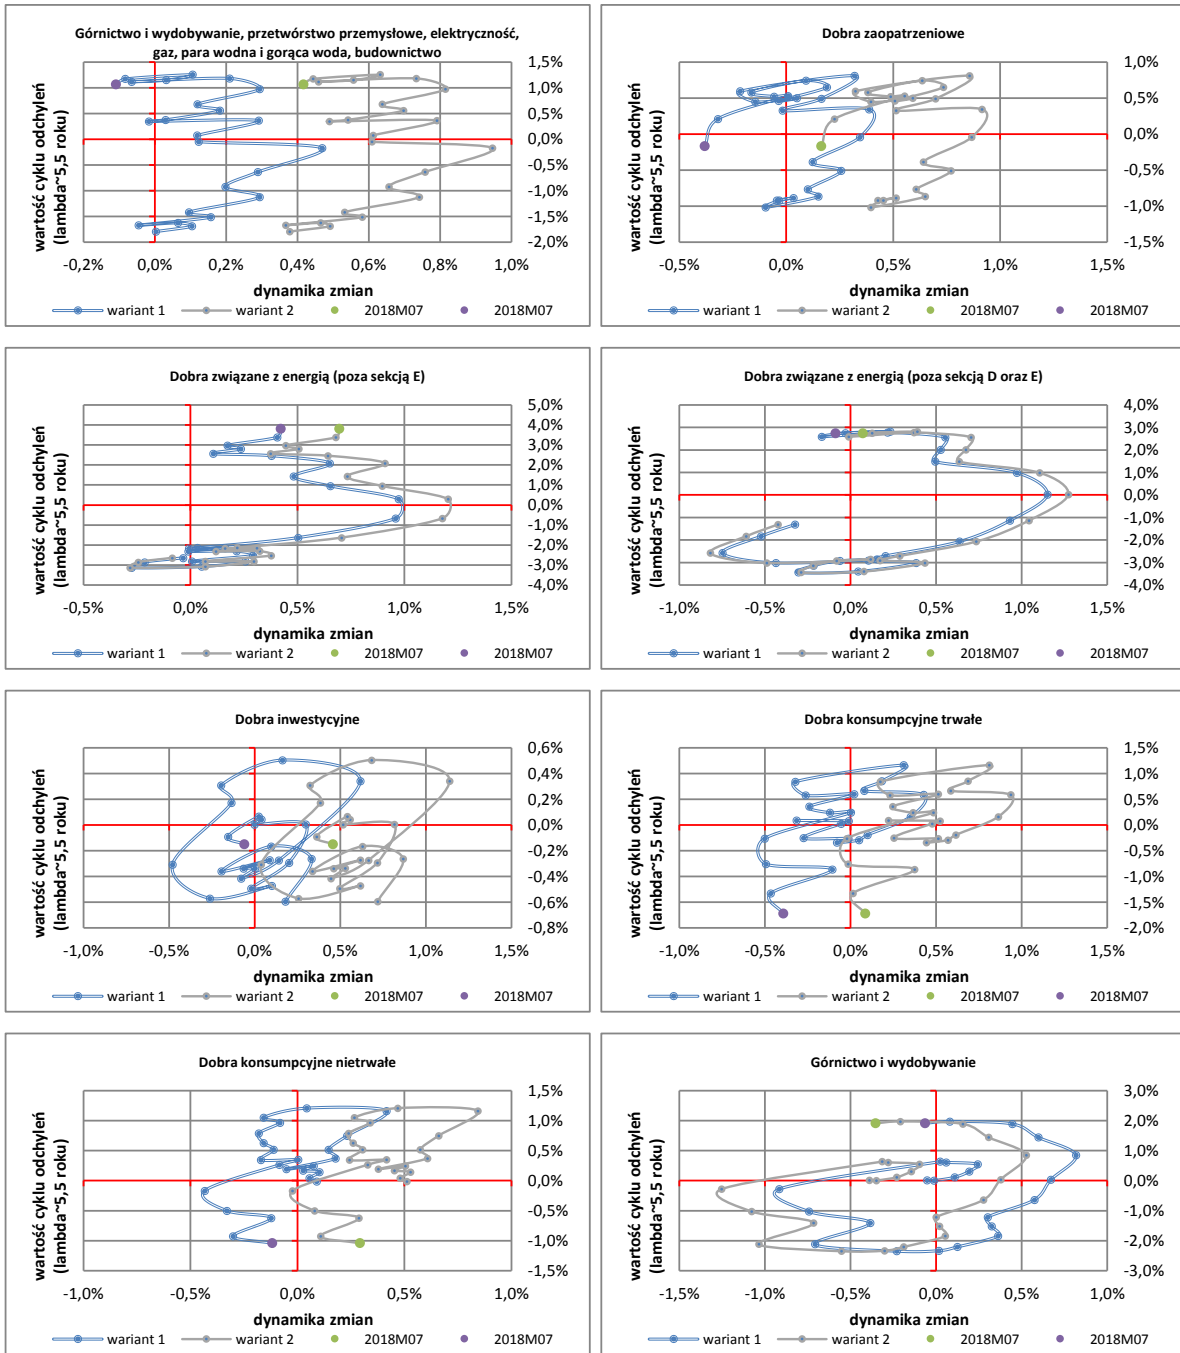 Górnictwo i wydobywanie, przetwórstwo przemysłowe, elektryczność,
gaz, para wodna i gorąca woda, budownictwo
wartość cyklu odchyleń
(lambda~5,5 roku)
1,5%
1,0%
0,5%
0,0%
-0,5%
-1,0%
-1,5%
-2,0%
-0,2% 0,0% 0,2% 0,4% 0,6% 0,8% 1,0%
dynamika zmian
wariant 1 wariant 2 2018M07 2018M07
Dobra zaopatrzeniowe
wartość cyklu odchyleń
(lambda~5,5 roku)
1,0%
0,5%
0,0%
-0,5%
-1,0%
-1,5%
-0,5% 0,0% 0,5% 1,0% 1,5%
dynamika zmian
wariant 1 wariant 2 2018M07 2018M07
Dobra związane z energią (poza sekcją E)
wartość cyklu odchyleń
(lambda~5,5 roku)
5,0%
4,0%
3,0%
2,0%
1,0%
0,0%
-1,0%
-2,0%
-3,0%
-4,0%
-0,5% 0,0% 0,5% 1,0% 1,5%
dynamika zmian
wariant 1 wariant 2 2018M07 2018M07
Dobra związane z energią (poza sekcją D oraz E)
wartość cyklu odchyleń
(lambda~5,5 roku)
4,0%
3,0%
2,0%
1,0%
0,0%
-1,0%
-2,0%
-3,0%
-4,0%
-1,0% -0,5% 0,0% 0,5% 1,0% 1,5%
dynamika zmian
wariant 1 wariant 2 2018M07 2018M07
Dobra inwestycyjne
wartość cyklu odchyleń
(lambda~5,5 roku)
0,6%
0,4%
0,2%
0,0%
-0,2%
-0,4%
-0,6%
-0,8%
-1,0% -0,5% 0,0% 0,5% 1,0% 1,5%
dynamika zmian
wariant 1 wariant 2 2018M07 2018M07
Dobra konsumpcyjne trwałe
wartość cyklu odchyleń
(lambda~5,5 roku)
1,5%
1,0%
0,5%
0,0%
-0,5%
-1,0%
-1,5%
-2,0%
-1,0% -0,5% 0,0% 0,5% 1,0% 1,5%
dynamika zmian
wariant 1 wariant 2 2018M07 2018M07
Dobra konsumpcyjne nietrwałe
wartość cyklu odchyleń
(lambda~5,5 roku)
1,5%
1,0%
0,5%
0,0%
-0,5%
-1,0%
-1,5%
-1,0% -0,5% 0,0% 0,5% 1,0%
dynamika zmian
wariant 1 wariant 2 2018M07 2018M07
Górnictwo i wydobywanie
wartość cyklu odchyleń
(lambda~5,5 roku)
3,0%
2,0%
1,0%
0,0%
-1,0%
-2,0%
-3,0%
-1,5% -1,0% -0,5% 0,0% 0,5% 1,0%
dynamika zmian
wariant 1 wariant 2 2018M07 2018M07